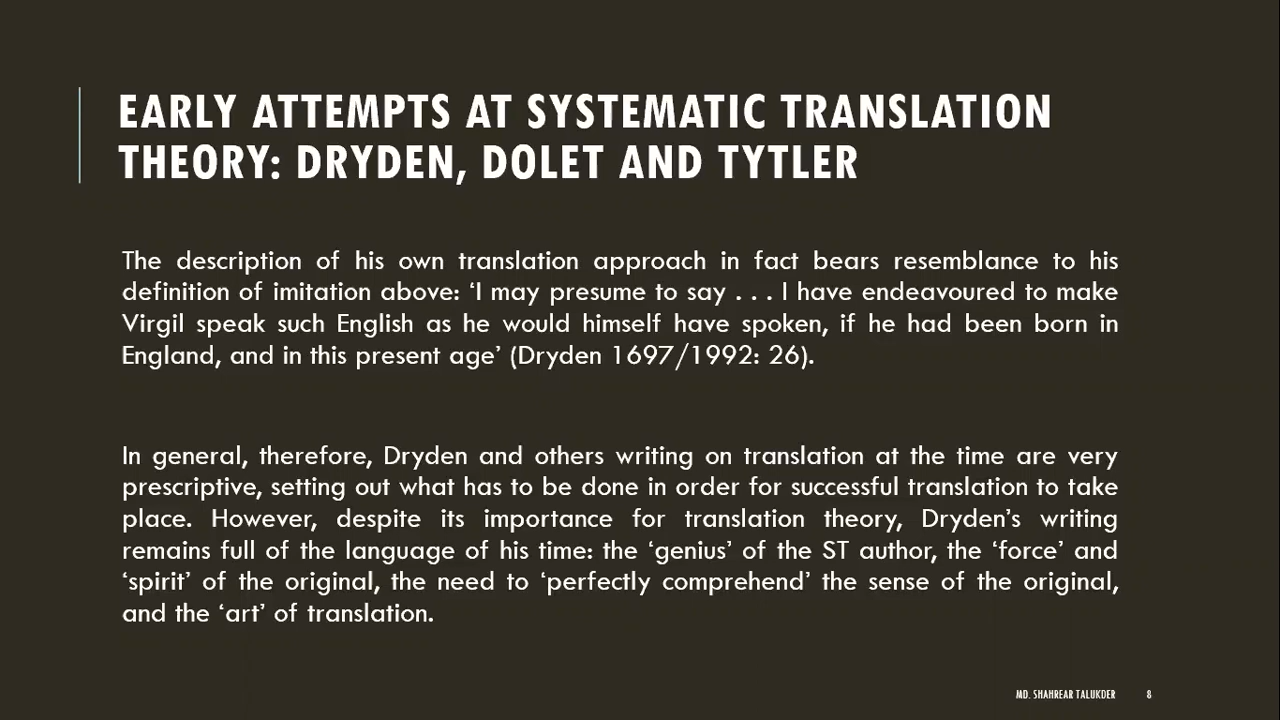 EARLY ATTEMPTS AT SYSTEMATIC TRANSLATION
THEORY: DRYDEN, DOLET AND TYTLER
The description of his own translation approach in fact bears resemblance to his
definition of imitation above: ‘I may presume to say . . . I have endeavoured to make
Virgil speak such English as he would himself have spoken, if he had been born in
England, and in this present age’ (Dryden 1697/1992: 26).
In general, therefore, Dryden and others writing on translation at the time are very
prescriptive, setting out what has to be done in order for successful translation to take
place. However, despite its importance for translation theory, Dryden’s writing
remains full of the language of his time: the ‘genius’ of the ST author, the ‘force’ and
‘spirit’ of the original, the need to ‘perfectly comprehend’ the sense of the original,
and the ‘art’ of translation.
MD. SHAHREAR TALUKDER 8